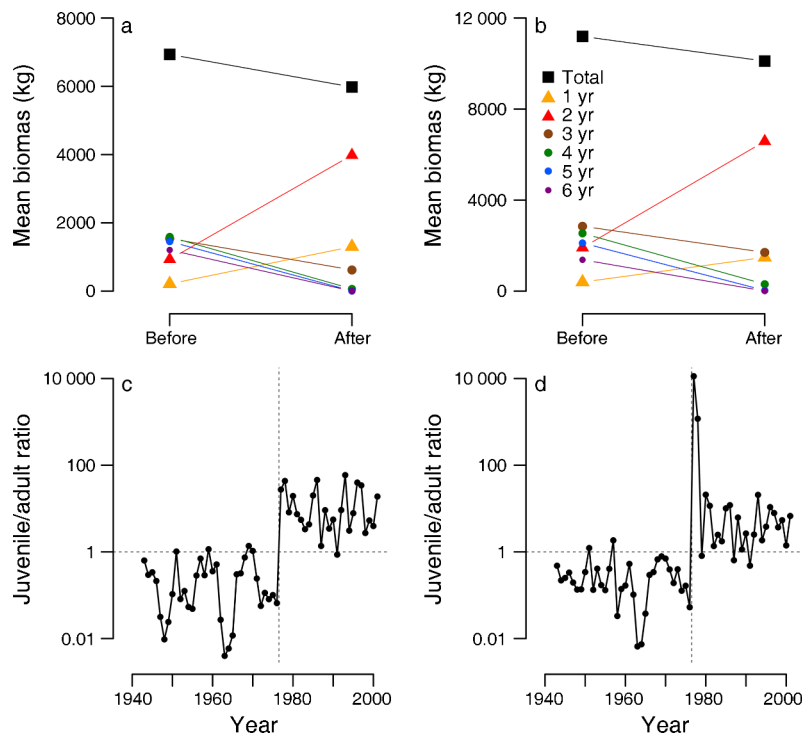 a
Mean biomas (kg)
8000
6000
4000
2000
0
Before
After
b
Mean biomas (kg)
12 000
8000
4000
0
Total
1 yr
2 yr
3 yr
4 yr
5 yr
6 yr
Before
After
c
Juvenile/adult ratio
10 000
100
1
0.01
1940
1960
1980
2000
Year
d
Juvenile/adult ratio
10 000
100
1
0.01
1940
1960
1980
2000
Year